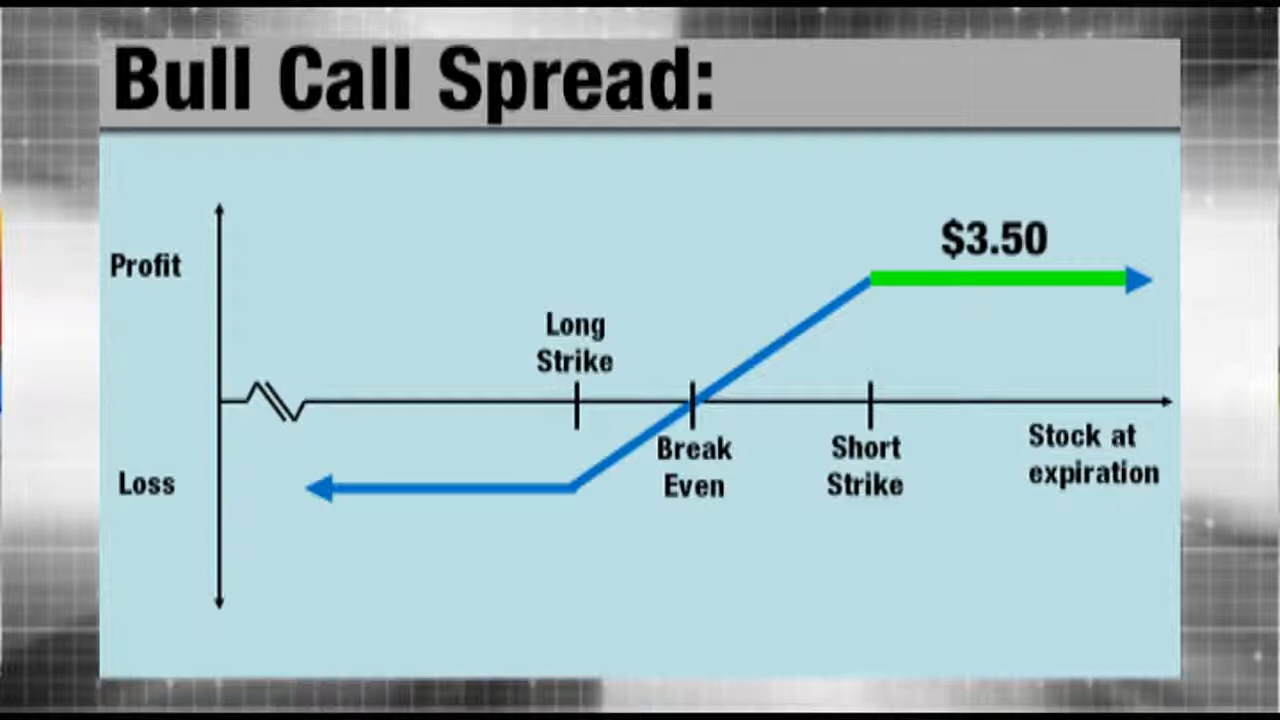 Bull Call Spread:
$3.50
Profit
Long
Strike
Break
Even
Short
Strike
Stock at
expiration
Loss